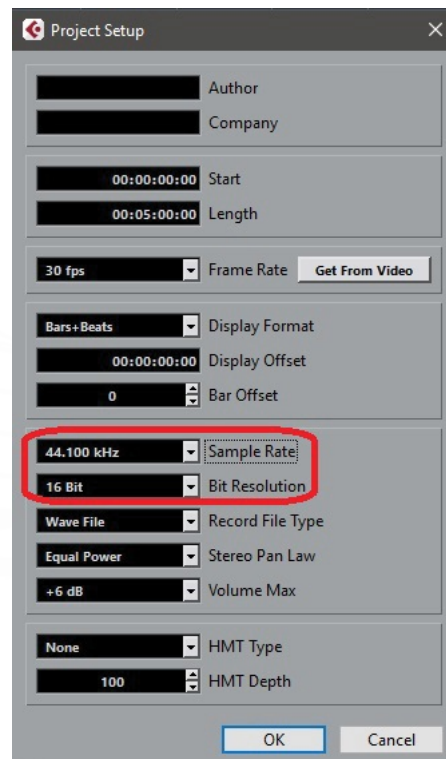 Project Setup
Author
Company
00:00:00:00 Start
00:05:00:00 Length
30 fps Frame Rate Get From Video
Bars+Beats Display Format
00:00:00:00 Display Offset
0 Bar Offset
44.100 kHz Sample Rate
16 Bit Bit Resolution
Wave File Record File Type
Equal Power Stereo Pan Law
+6 dB Volume Max
None HMT Type
100 HMT Depth
OK Cancel